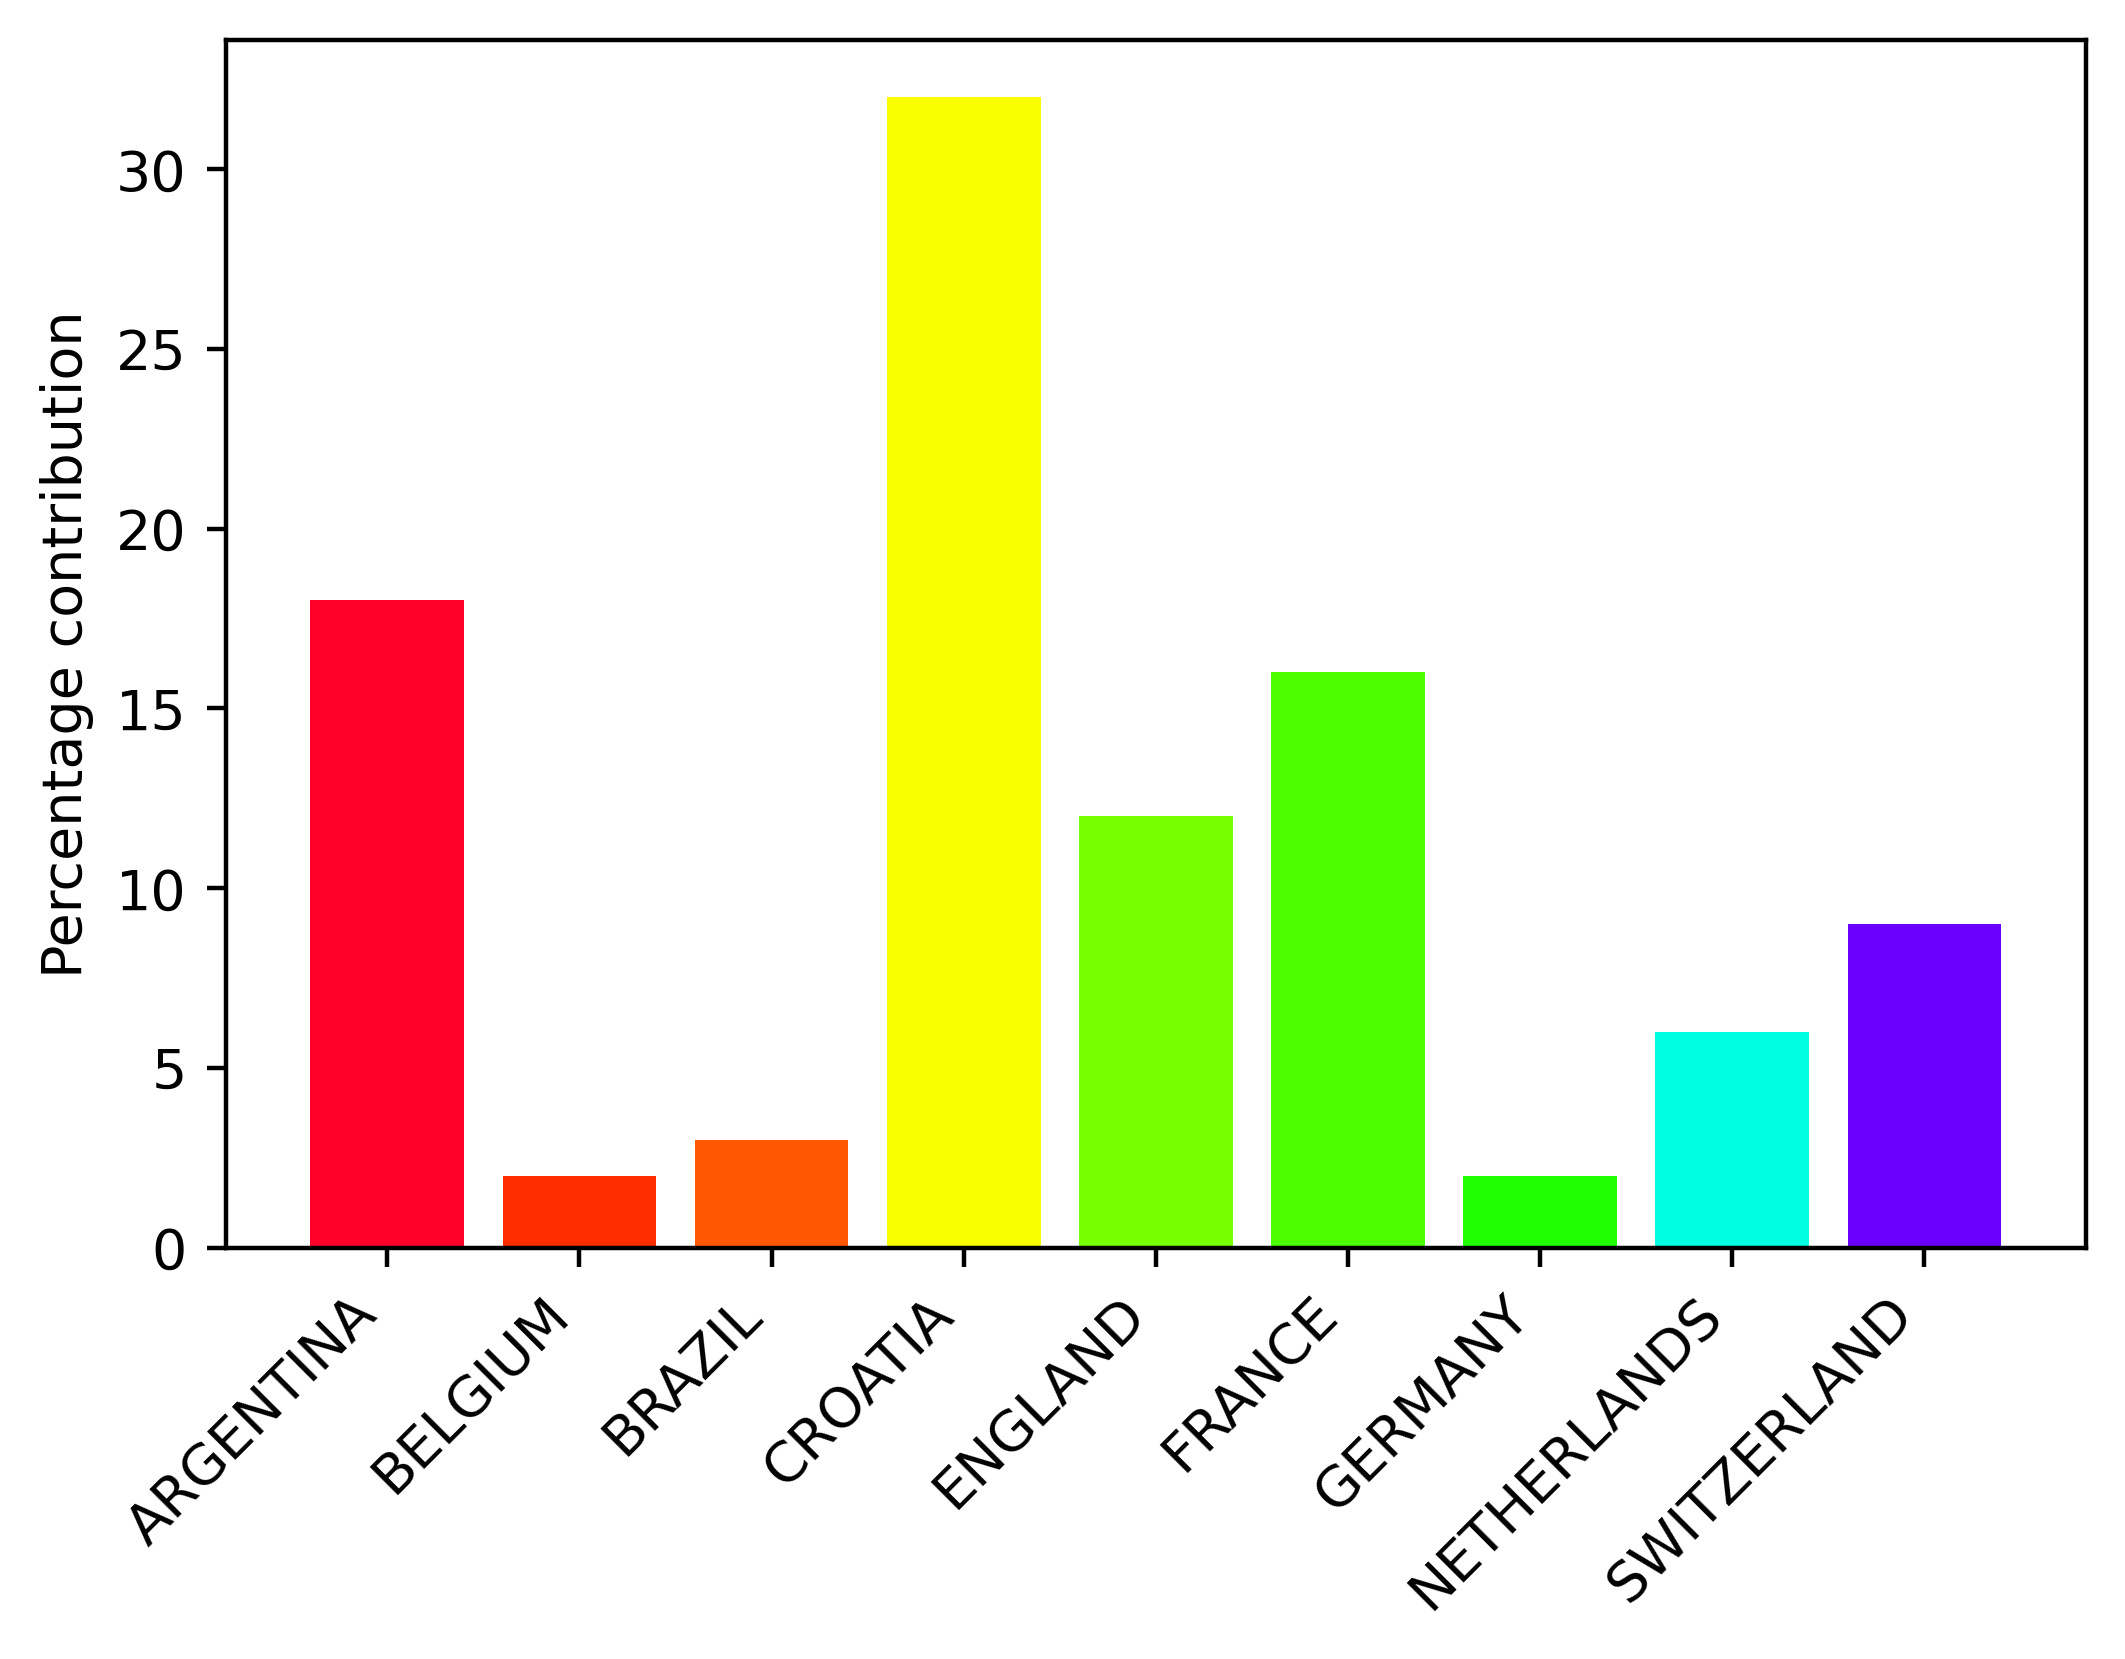 Percentage contribution
30
25
20
15
10
5
0
ARGENTINA
BELGIUM
BRAZIL
CROATIA
ENGLAND
FRANCE
GERMANY
NETHERLANDS
SWITZERLAND